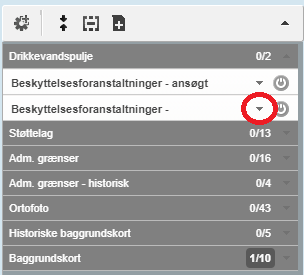 Drikkevandspulje 0/2
Beskyttelsesforanstaltninger - ansøgt
Beskyttelsesforanstaltninger -
Støttelag 0/13
Adm. grænser 0/16
Adm. grænser - historisk 0/4
Ortofoto 0/43
Historiske baggrundskort 0/5
Baggrundskort 1/10